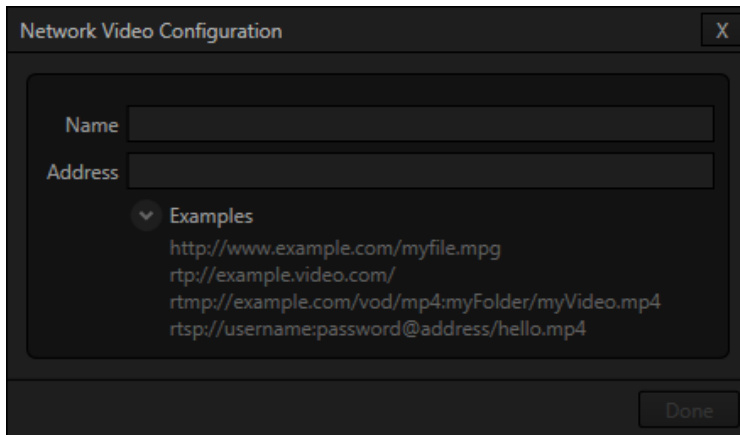 Network Video Configuration X
Name
Address
Examples
http://www.example.com/myfile.mpg
rtp://example.video.com/
rtmp://example.com/vod/mp4:myFolder/myVideo.mp4
rtsp://username:password@address/hello.mp4
Done